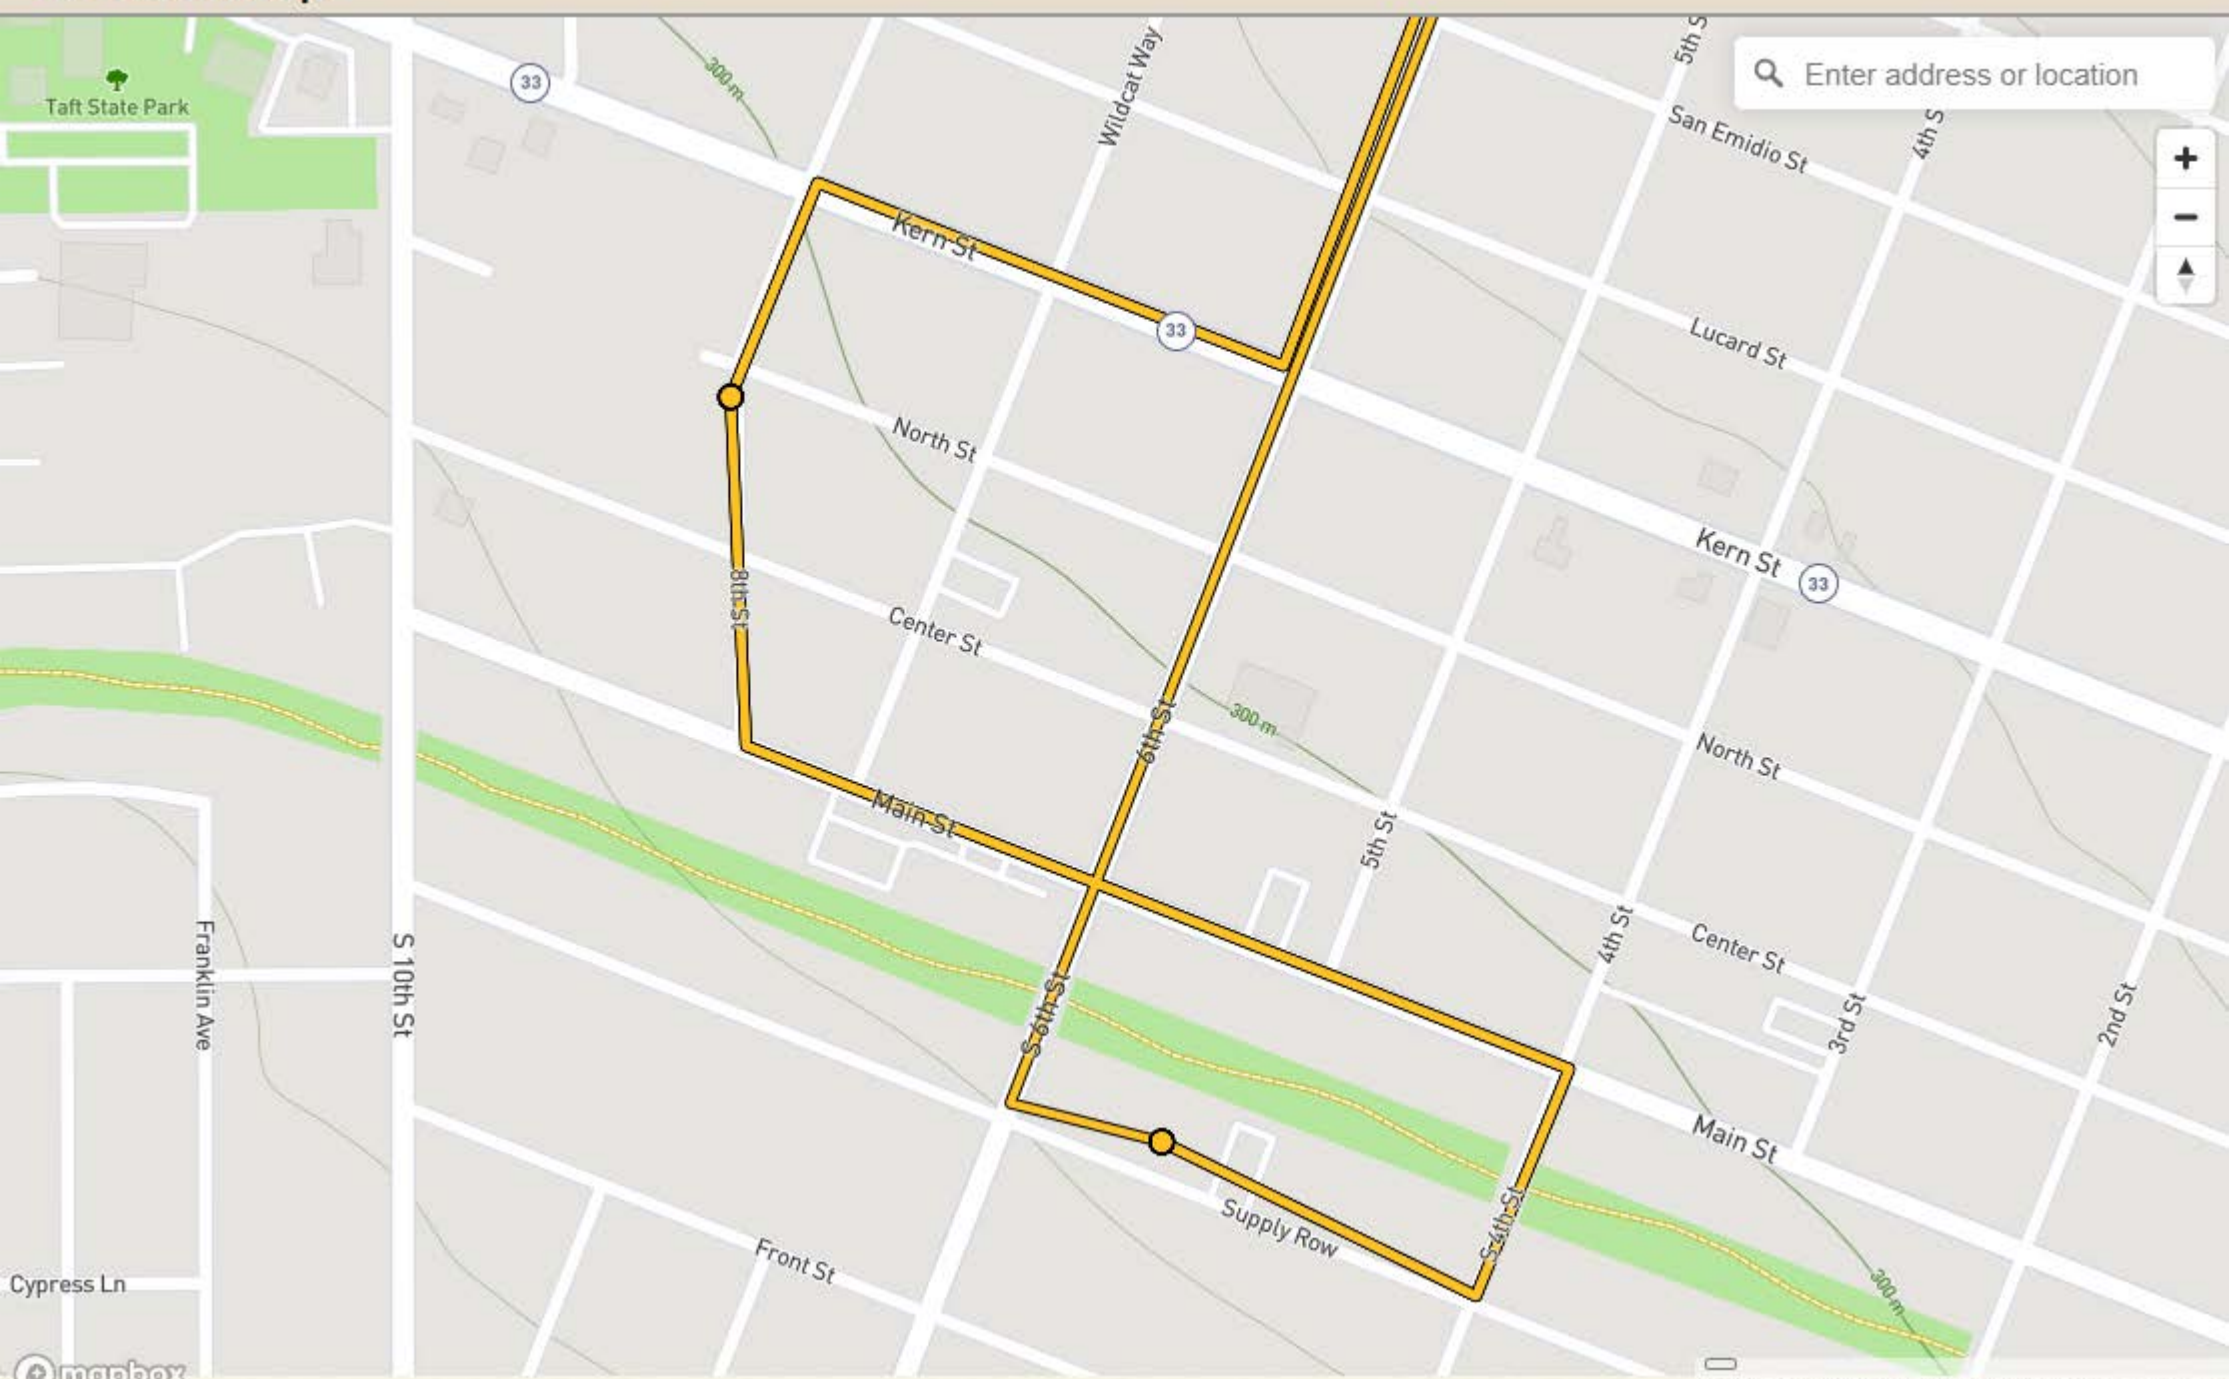 33
300 m
Taft State Park
Wildcat Way
5th S
Enter address or location
San Emidio St
4th S
Kern St
33
Lucard St
North St
Kern St
33
8th St
Center St
6th St
300 m
North St
Main St
5th St
4th St
Center St
Franklin Ave
S 10th St
S 6th St
3rd St
2nd St
Main St
Supply Row
S 4th St
Front St
300 m
Cypress Ln
mapbox